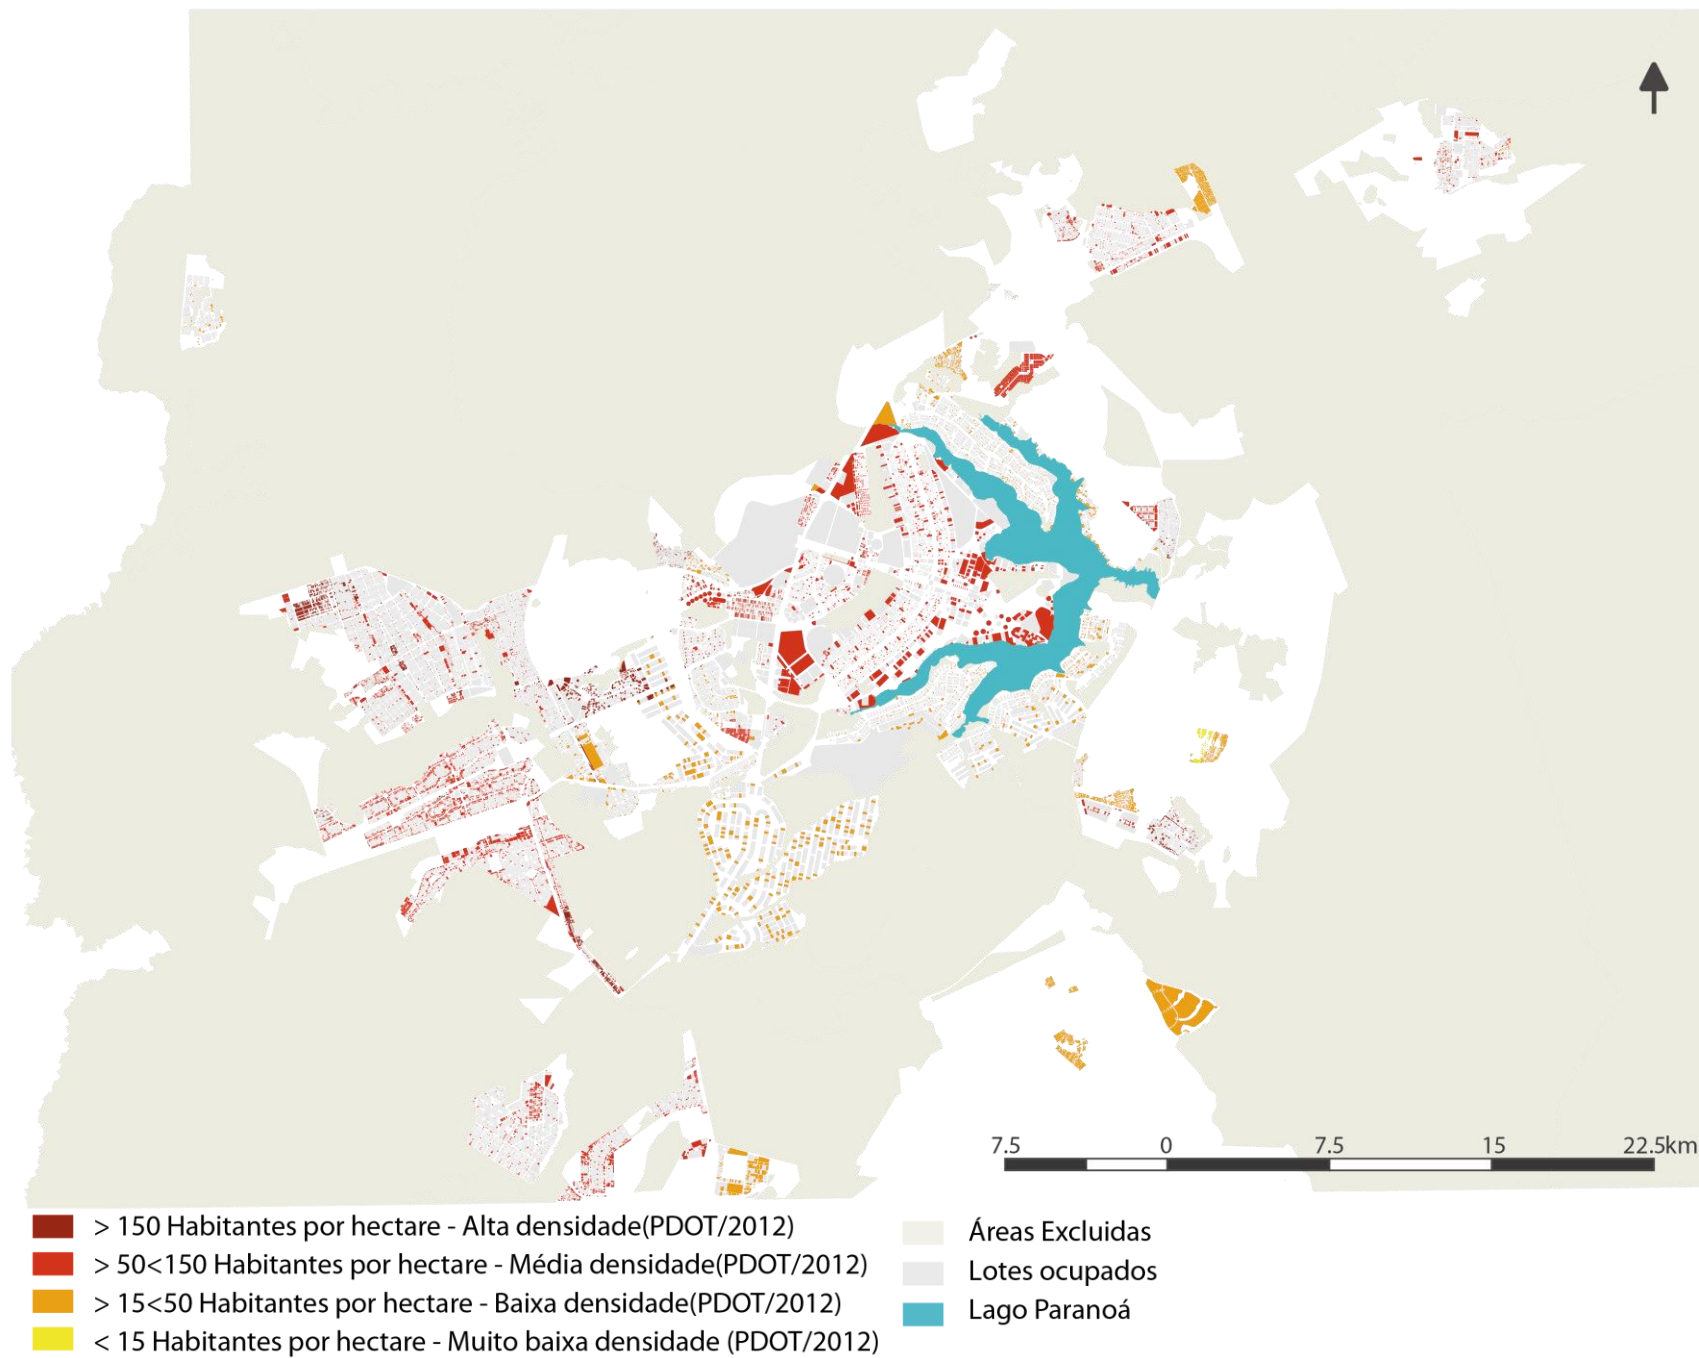 7.5 0 7.5 15 22.5km
> 150 Habitantes por hectare - Alta densidade(PDOT/2012)
> 50<150 Habitantes por hectare - Média densidade(PDOT/2012)
> 15<50 Habitantes por hectare - Baixa densidade(PDOT/2012)
< 15 Habitantes por hectare - Muito baixa densidade (PDOT/2012)
Áreas Excluidas
Lotes ocupados
Lago Paranoá